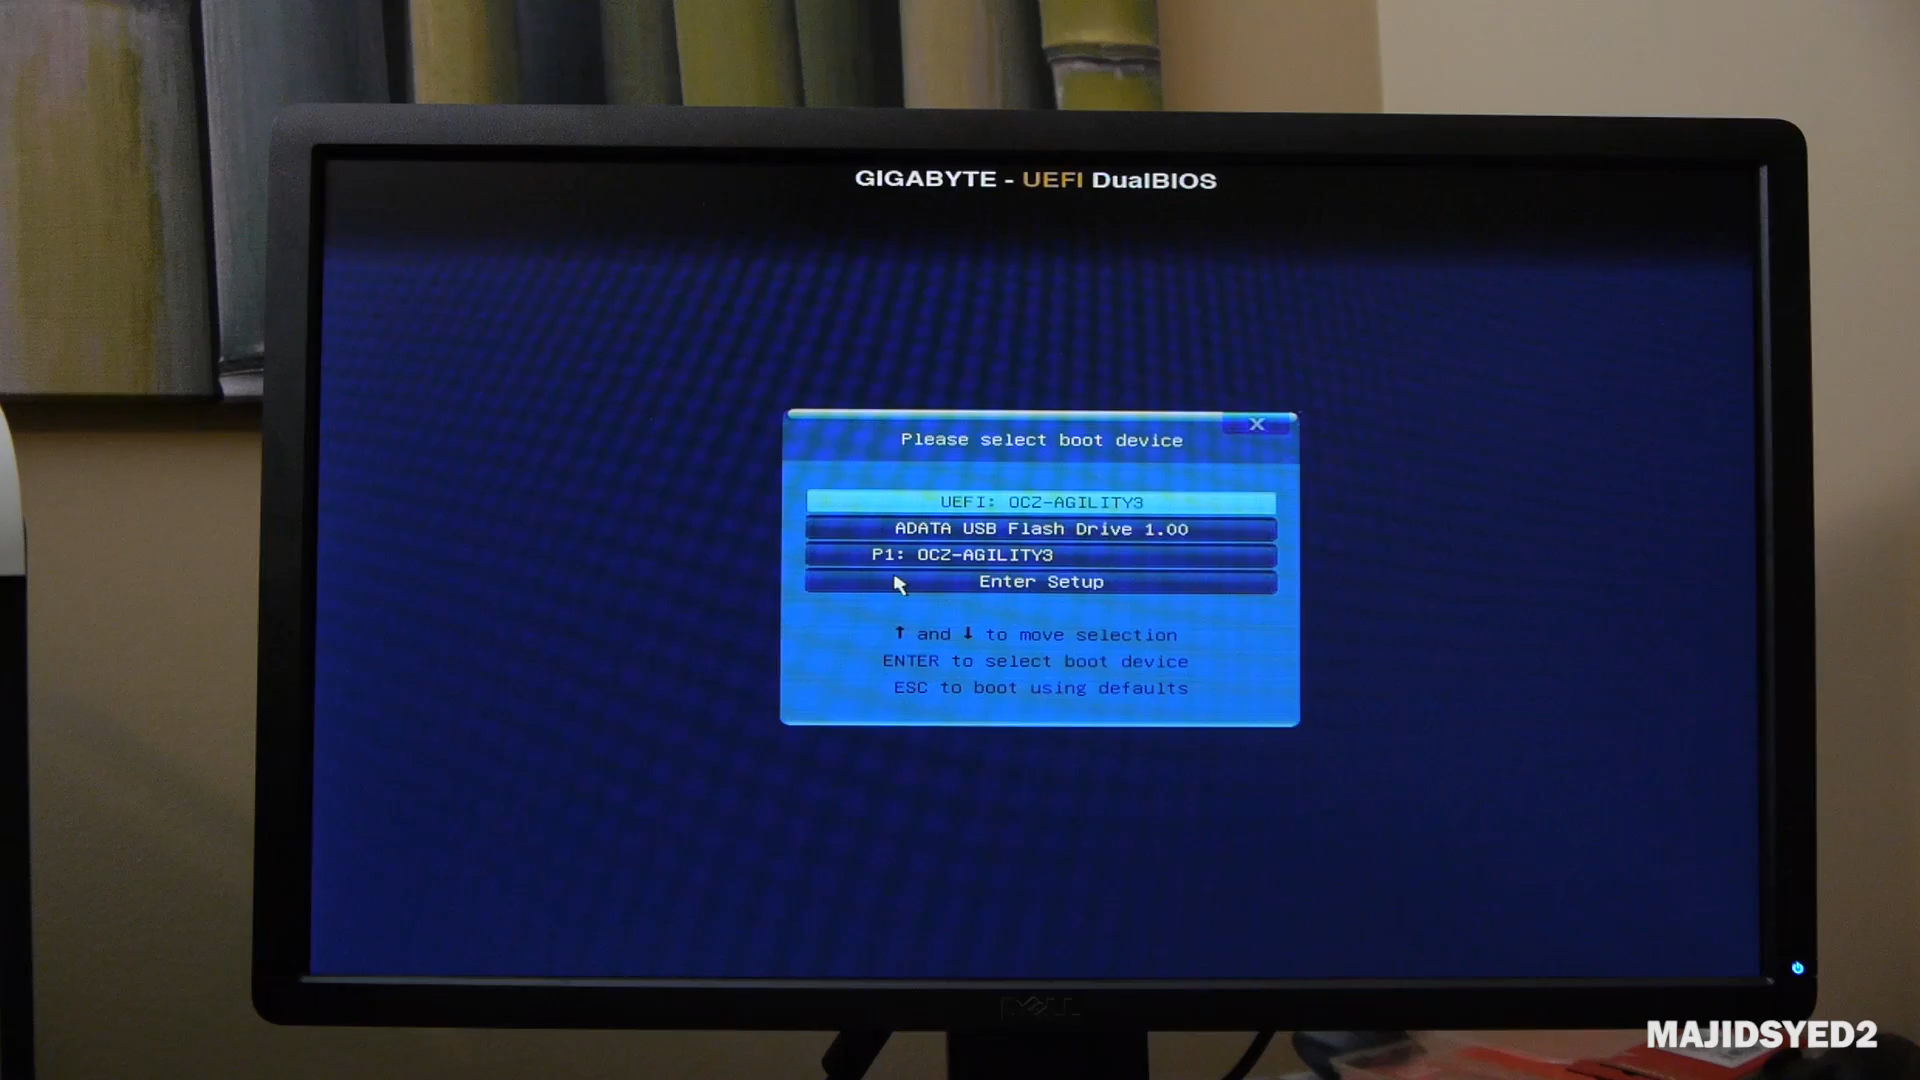 GIGABYTE - UEFI DualBIOS
X
Please select boot device
UEFI: OCZ-AGILITY3
ADATA USB Flash Drive 1.00
P1: OCZ-AGILITY3
Enter Setup
↑ and ↓ to move selection
ENTER to select boot device
ESC to boot using defaults
DELL
MAJIDSYED2